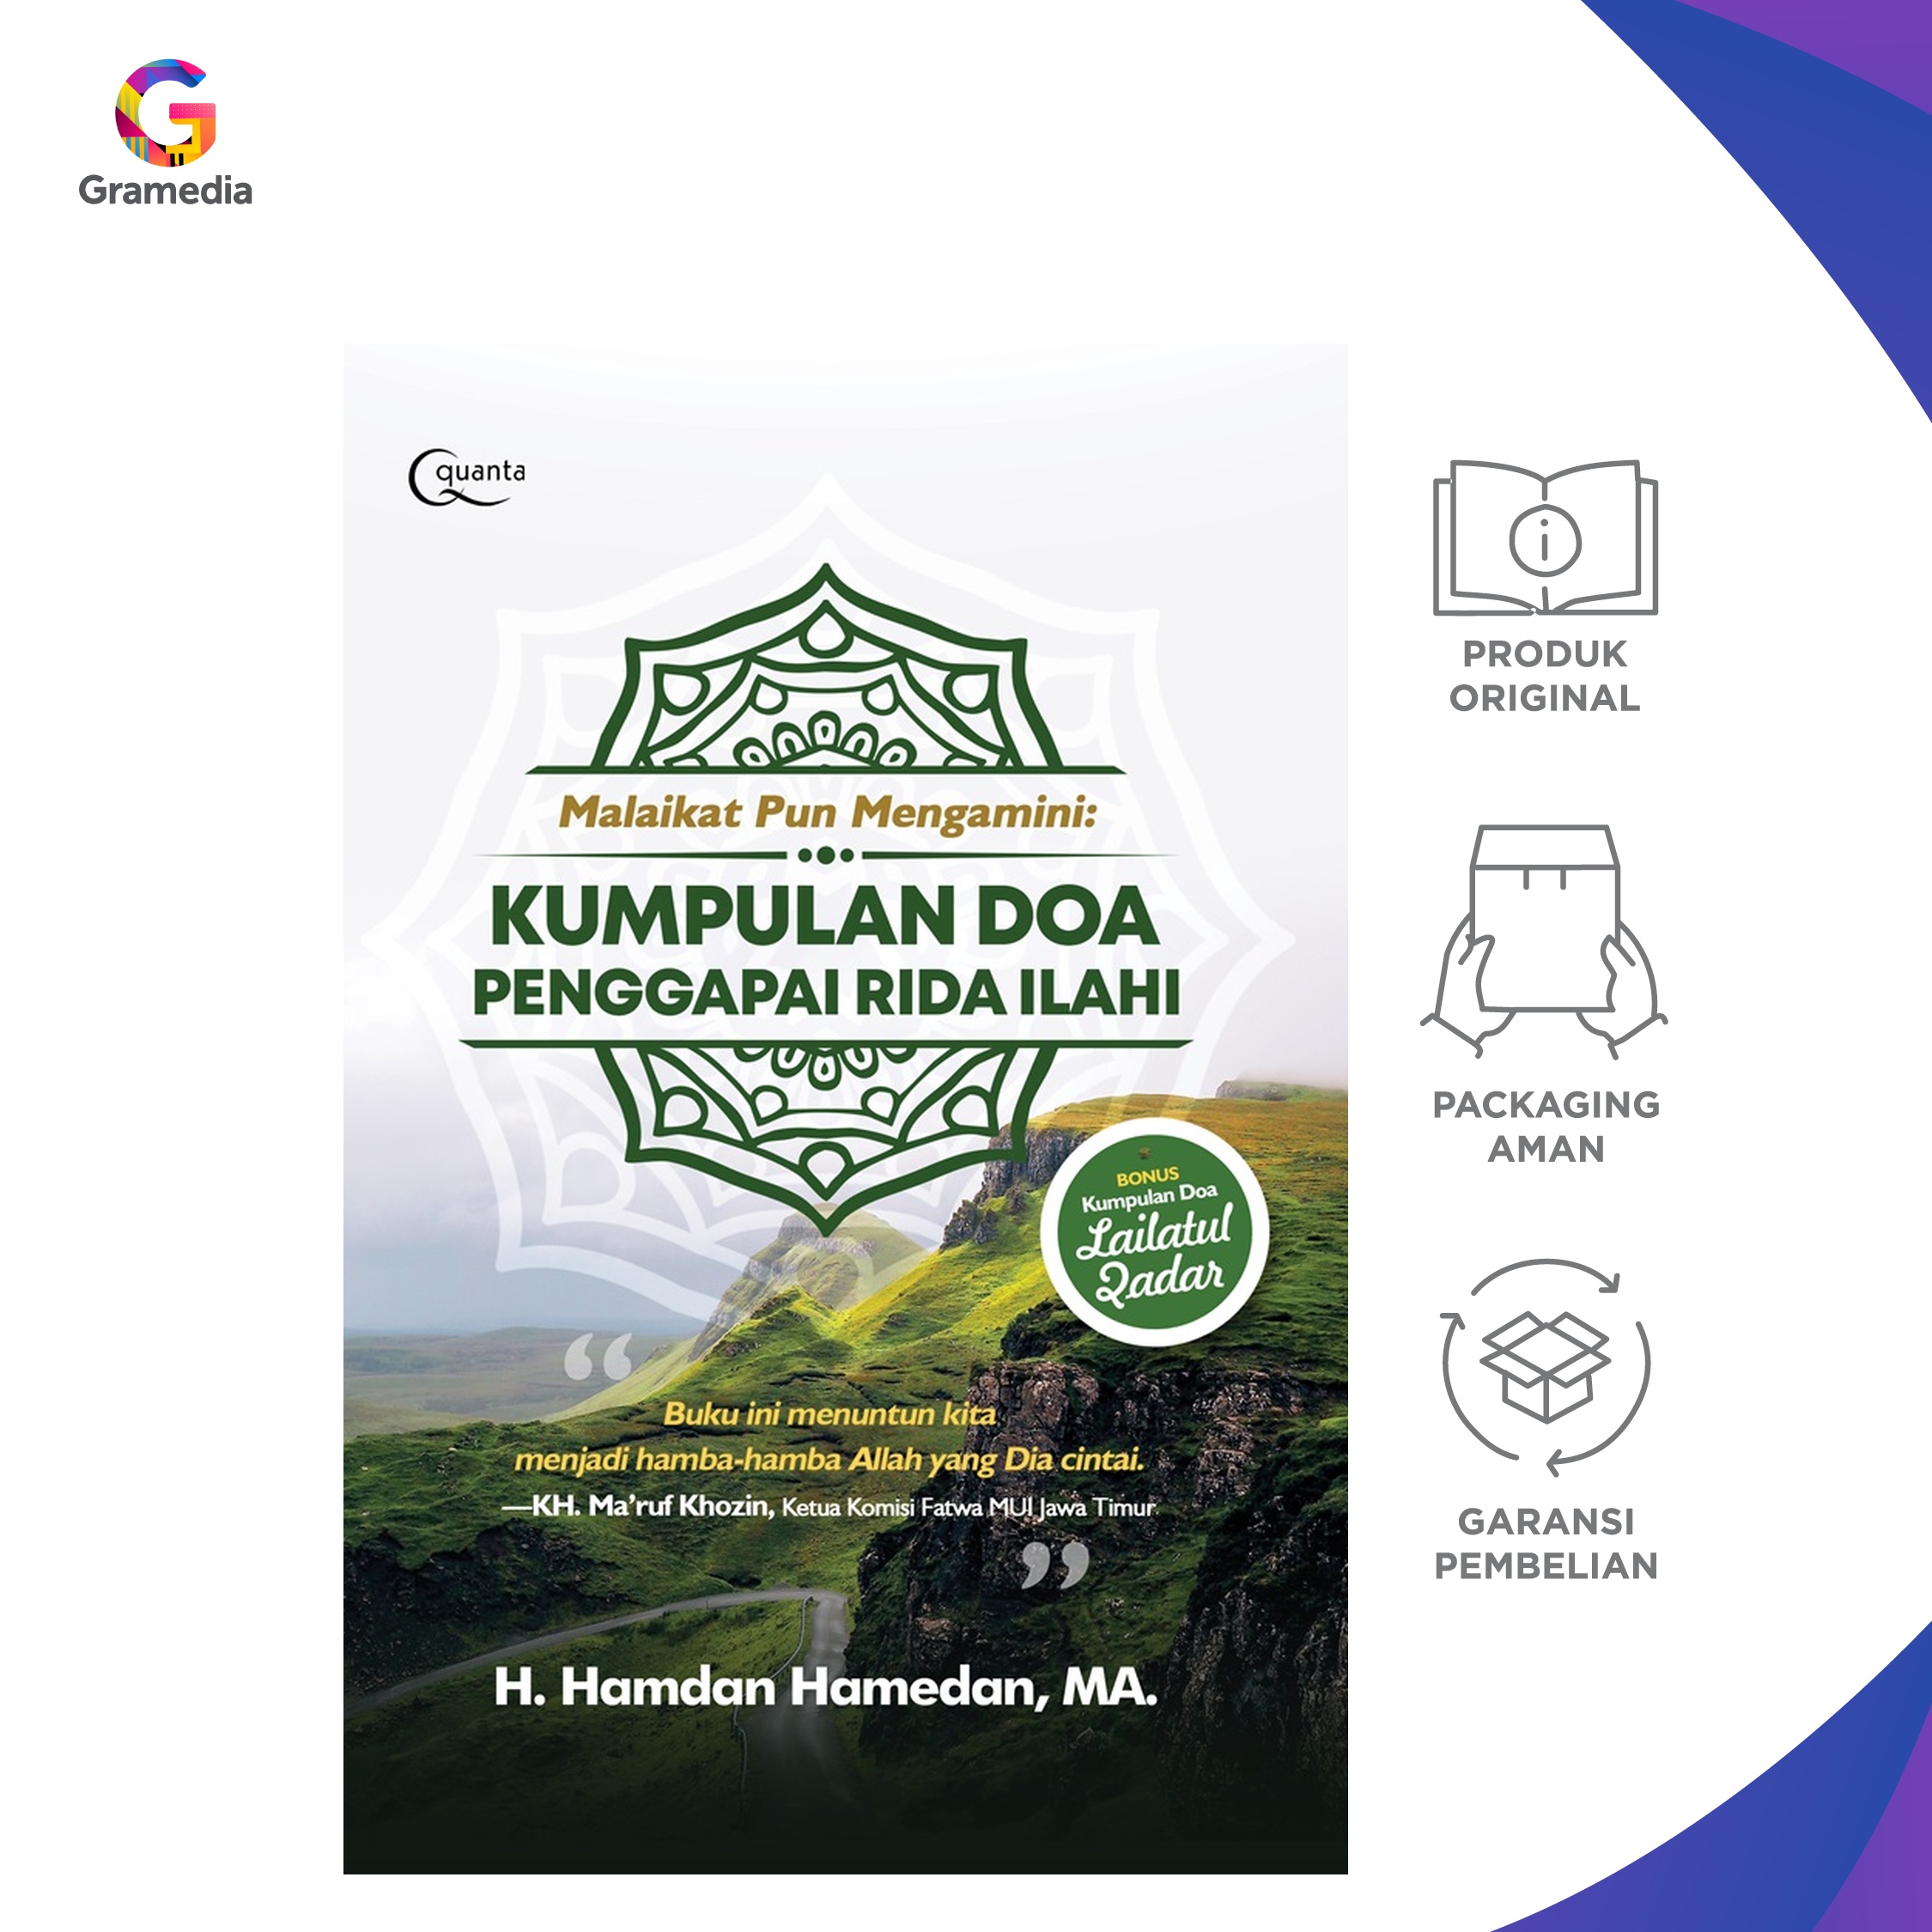 Gramedia
quanta
Malaikat Pun Mengamini:
KUMPULAN DOA
PENGGAPAI RIDA ILAHI
BONUS
Kumpulan Doa
Lailatul
Qadar
“
Buku ini menuntun kita
menjadi hamba-hamba Allah yang Dia cintai.
—KH. Ma’ruf Khozin, Ketua Komisi Fatwa MUI Jawa Timur
”
H. Hamdan Hamedan, MA.
i
PRODUK
ORIGINAL
PACKAGING
AMAN
GARANSI
PEMBELIAN